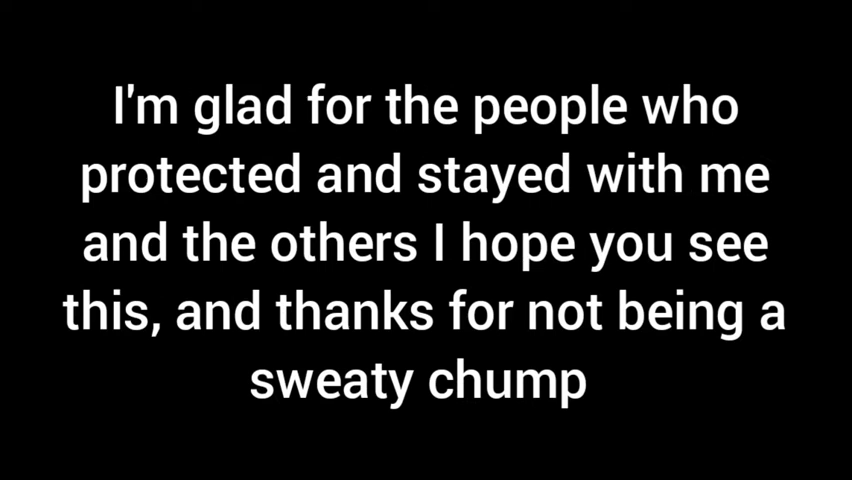 I'm glad for the people who
protected and stayed with me
and the others I hope you see
this, and thanks for not being a
sweaty chump